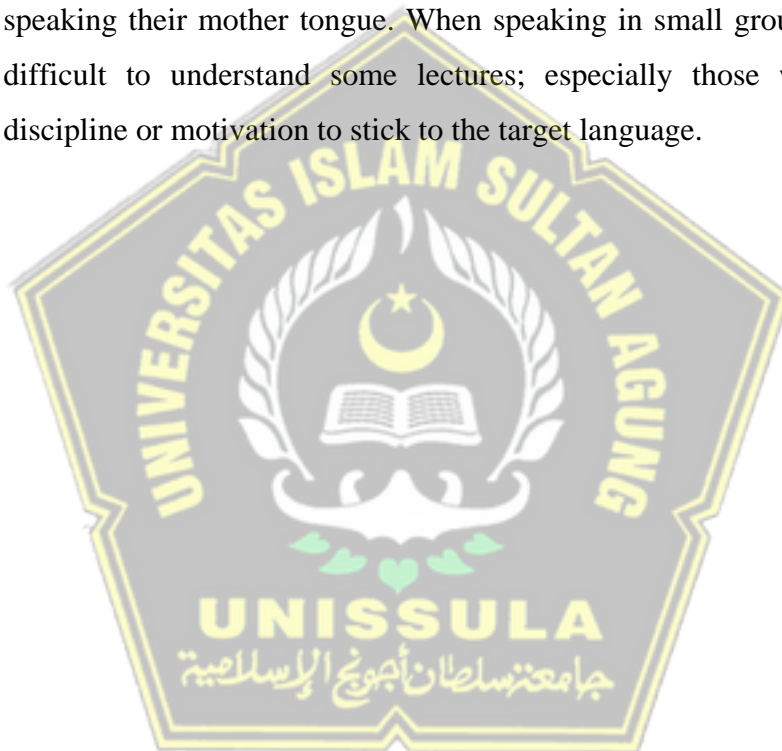 speaking their mother tongue. When speaking in small grou
difficult to understand some lectures; especially those
discipline or motivation to stick to the target language.
UNIVERSITAS ISLAM SULTAN AGUNG
UNISSULA
جامعة سلطان أجونج الإسلامية